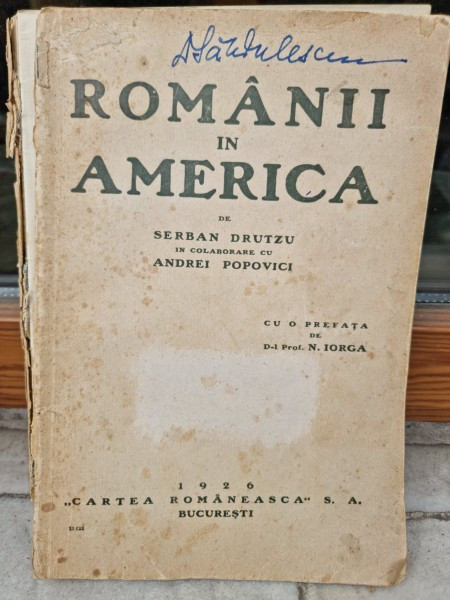 DSăndulescu
ROMÂNII
IN
AMERICA
DE
SERBAN DRUTZU
IN COLABORARE CU
ANDREI POPOVICI
CU O PREFAȚA
DE
D-l Prof. N. IORGA
1926
„CARTEA ROMÂNEASCA" S. A.
BUCUREȘTI